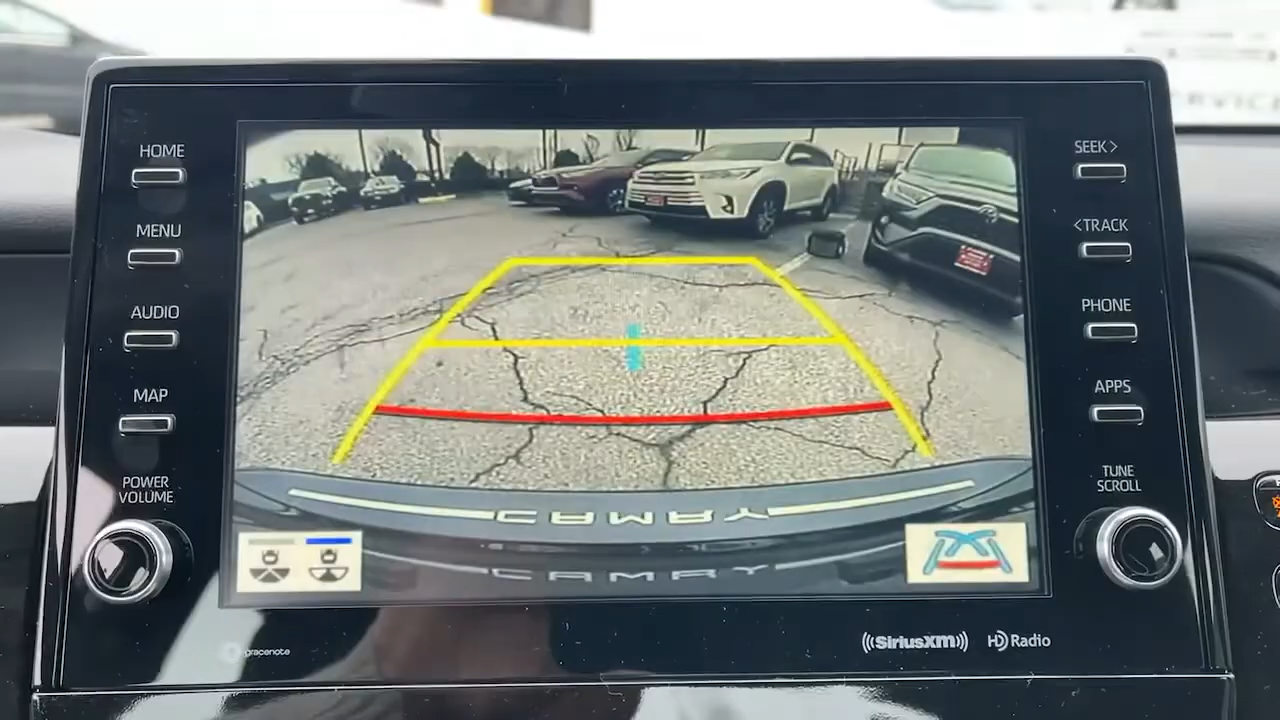 HOME
MENU
AUDIO
MAP
POWER
VOLUME
SEEK>
<TRACK
PHONE
APPS
TUNE
SCROLL
CAMRY
CAMRY
gracenote
SiriusXM
HD Radio